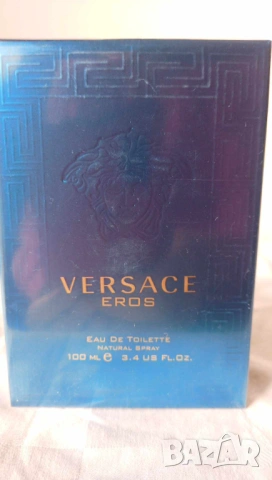 VERSACE
EROS
EAU DE TOILETTE
NATURAL SPRAY
100 ML ℮ 3.4 US FL.OZ.
BAZAR